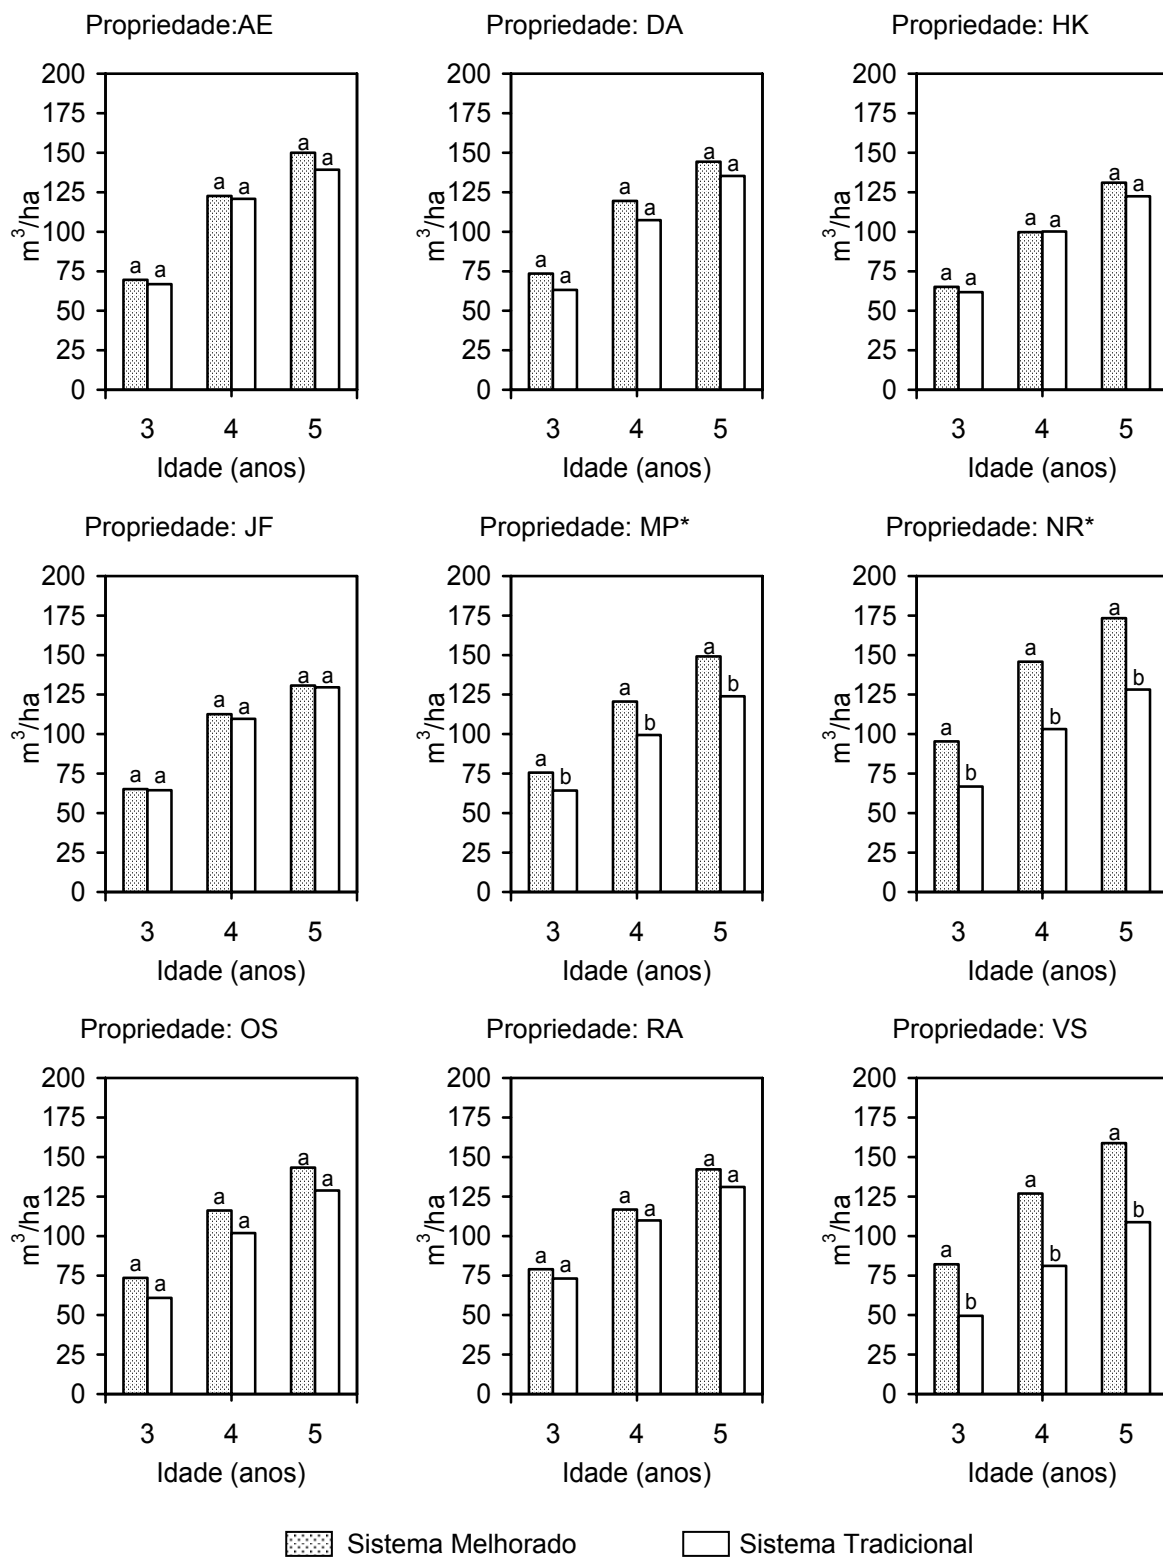 Propriedade:AE
200
175
150
125
100
75
50
25
0
m³/ha
a a a a a a
3 4 5
Idade (anos)
Propriedade: DA
200
175
150
125
100
75
50
25
0
m³/ha
a a a a a a
3 4 5
Idade (anos)
Propriedade: HK
200
175
150
125
100
75
50
25
0
m³/ha
a a a a a a
3 4 5
Idade (anos)
Propriedade: JF
200
175
150
125
100
75
50
25
0
m³/ha
a a a a a a
3 4 5
Idade (anos)
Propriedade: MP*
200
175
150
125
100
75
50
25
0
m³/ha
a b a b a b
3 4 5
Idade (anos)
Propriedade: NR*
200
175
150
125
100
75
50
25
0
m³/ha
a b a b a b
3 4 5
Idade (anos)
Propriedade: OS
200
175
150
125
100
75
50
25
0
m³/ha
a a a a a a
3 4 5
Idade (anos)
Propriedade: RA
200
175
150
125
100
75
50
25
0
m³/ha
a a a a a a
3 4 5
Idade (anos)
Propriedade: VS
200
175
150
125
100
75
50
25
0
m³/ha
a b a b a b
3 4 5
Idade (anos)
Sistema Melhorado Sistema Tradicional